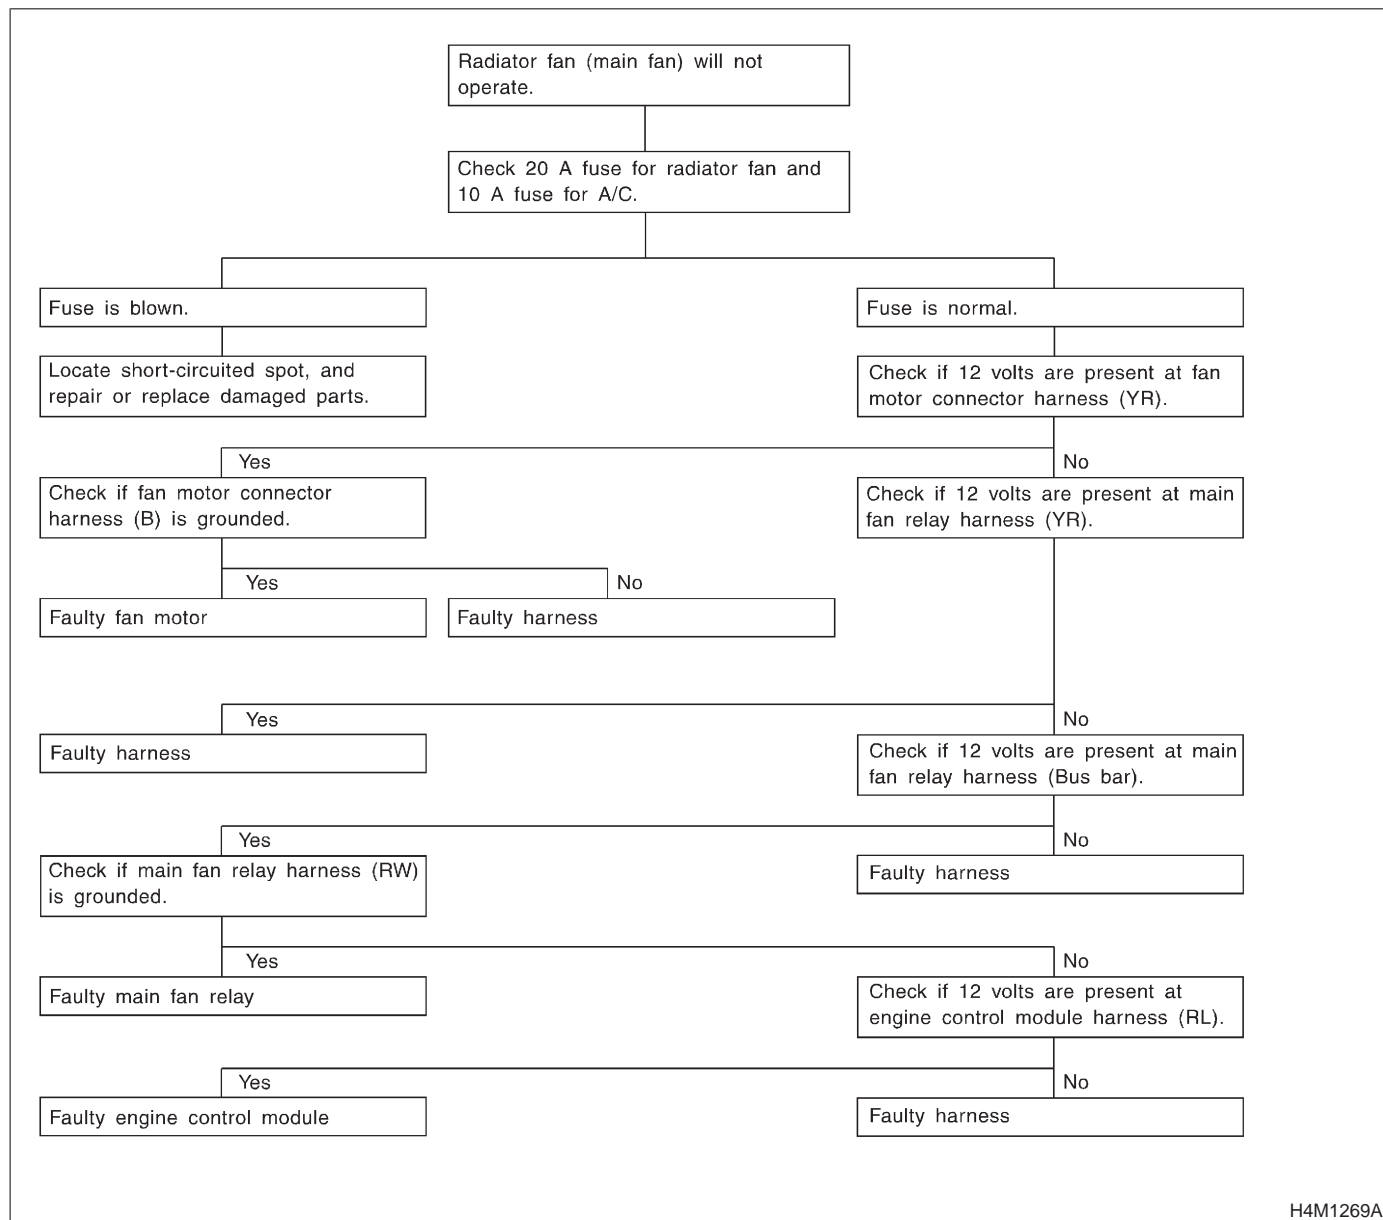 Radiator fan (main fan) will not
operate.
Check 20 A fuse for radiator fan and
10 A fuse for A/C.
Fuse is blown.
Fuse is normal.
Locate short-circuited spot, and
repair or replace damaged parts.
Check if 12 volts are present at fan
motor connector harness (YR).
Yes
No
Check if fan motor connector
harness (B) is grounded.
Check if 12 volts are present at main
fan relay harness (YR).
Yes
No
Faulty fan motor
Faulty harness
Yes
No
Faulty harness
Check if 12 volts are present at main
fan relay harness (Bus bar).
Yes
No
Check if main fan relay harness (RW)
is grounded.
Faulty harness
Yes
No
Faulty main fan relay
Check if 12 volts are present at
engine control module harness (RL).
Yes
No
Faulty engine control module
Faulty harness
H4M1269A